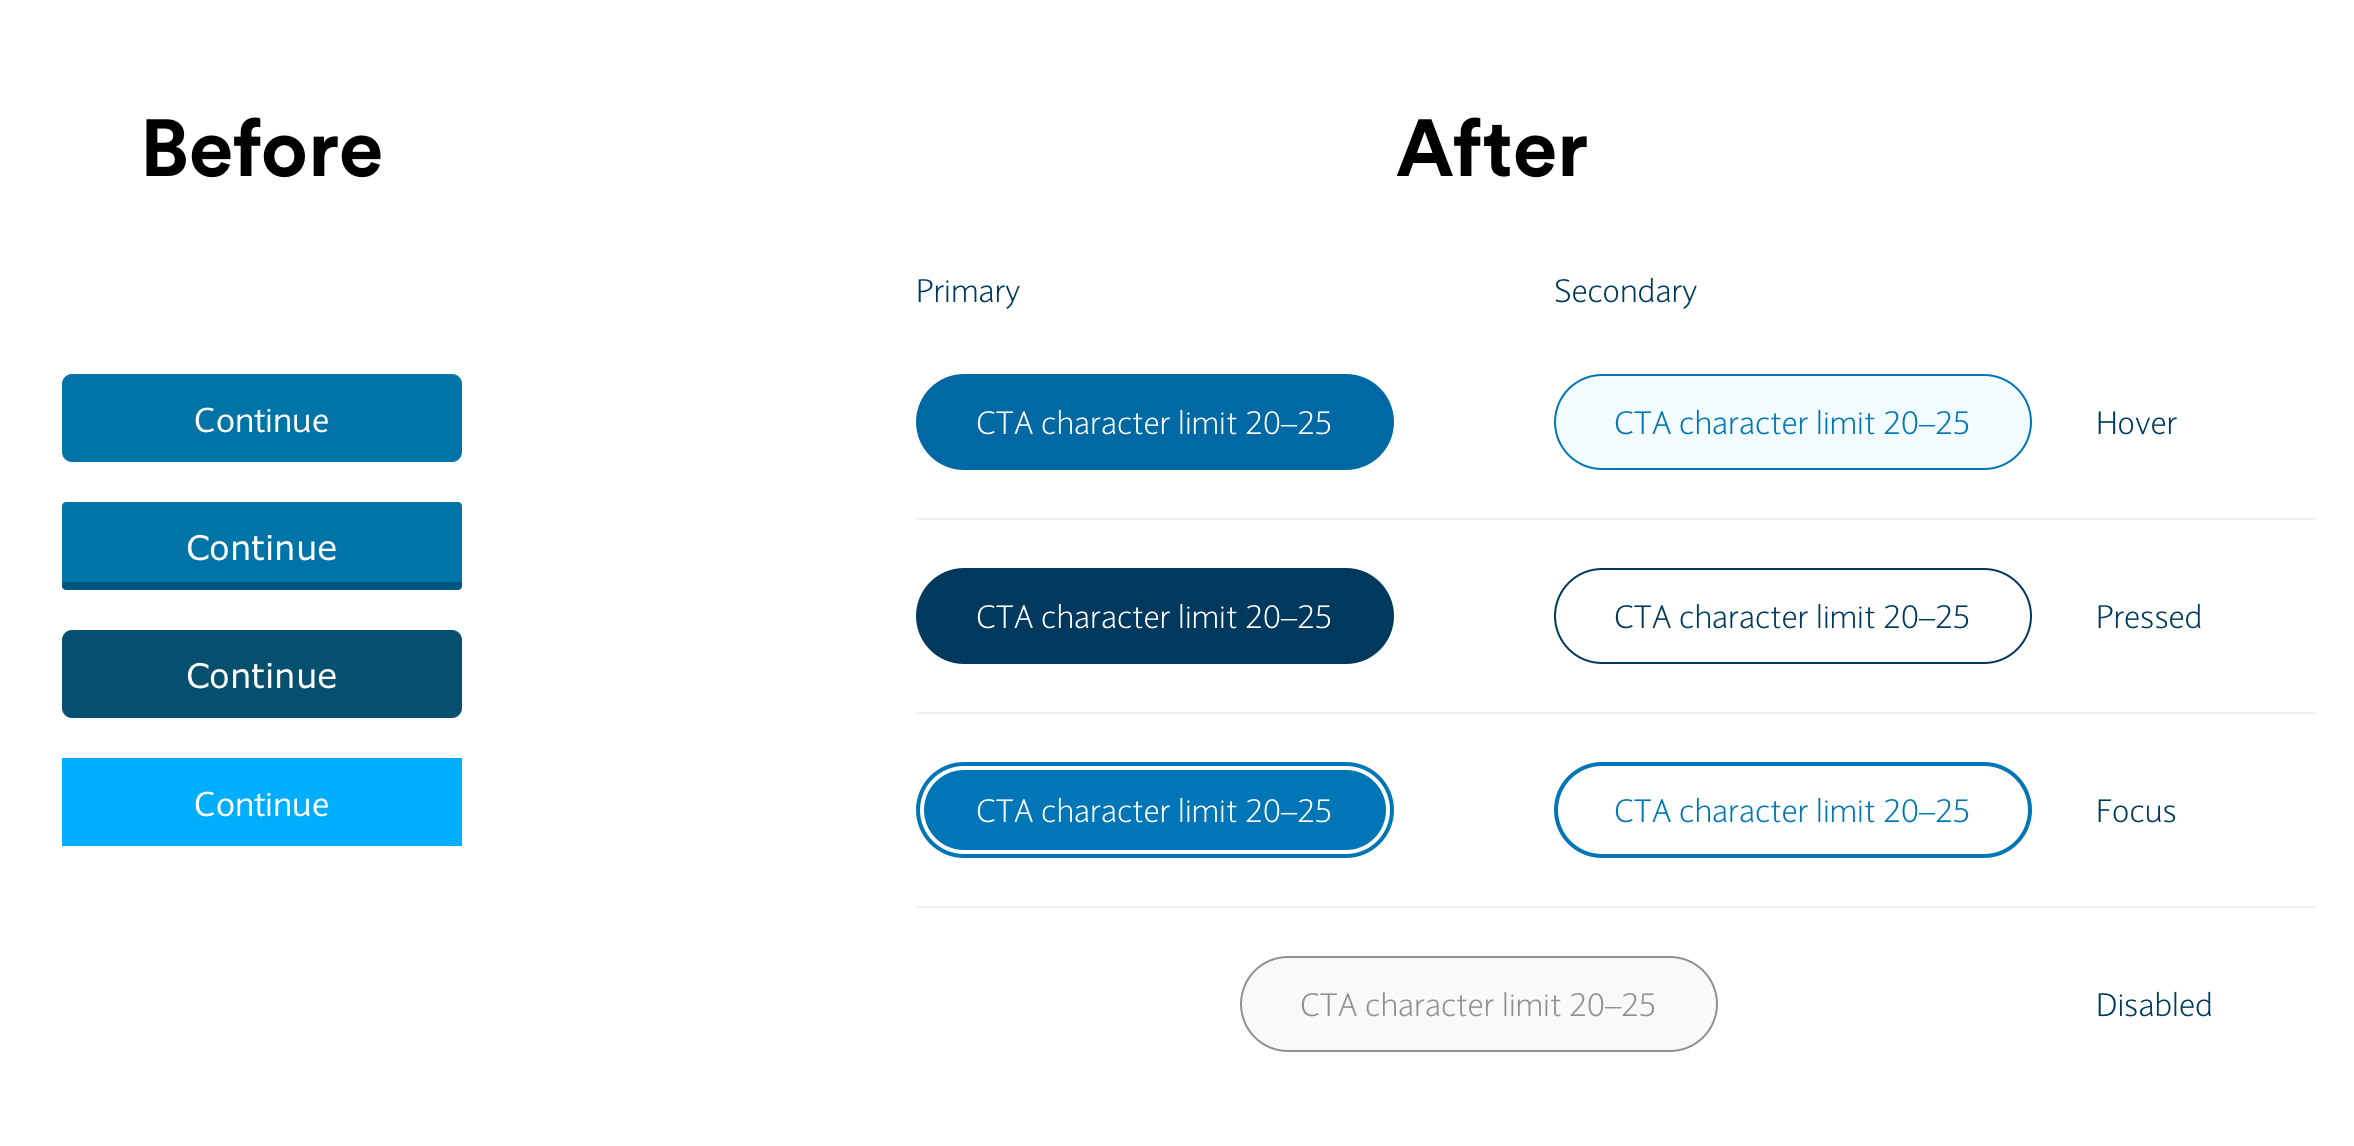 Before
After
Continue
Continue
Continue
Continue
Primary
Secondary
CTA character limit 20–25
CTA character limit 20–25
Hover
CTA character limit 20–25
CTA character limit 20–25
Pressed
CTA character limit 20–25
CTA character limit 20–25
Focus
CTA character limit 20–25
Disabled